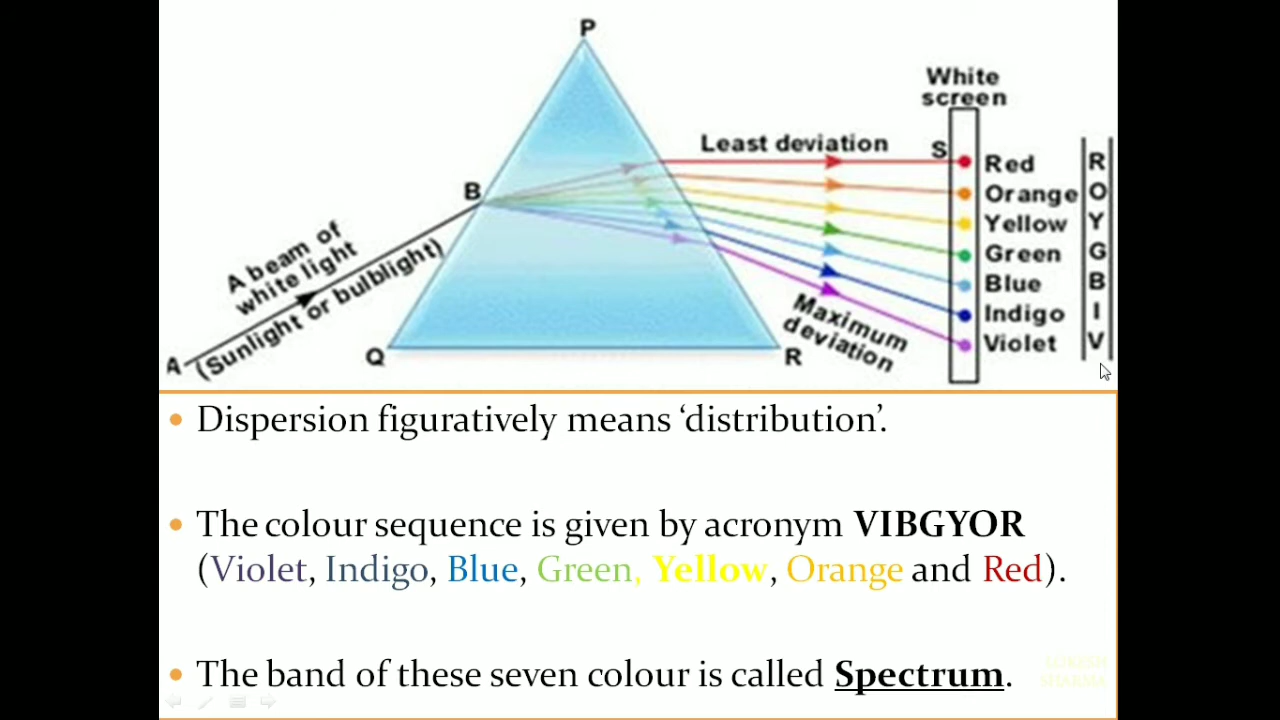 P
White
screen
Least deviation
S
Red
R
Orange
O
Yellow
Y
Green
G
Blue
B
Indigo
I
Violet
V
B
A beam of
white light
(Sunlight or bulblight)
A
Q
R
Maximum
deviation
• Dispersion figuratively means ‘distribution’.
• The colour sequence is given by acronym VIBGYOR
(Violet, Indigo, Blue, Green, Yellow, Orange and Red).
• The band of these seven colour is called Spectrum.
SHARMA